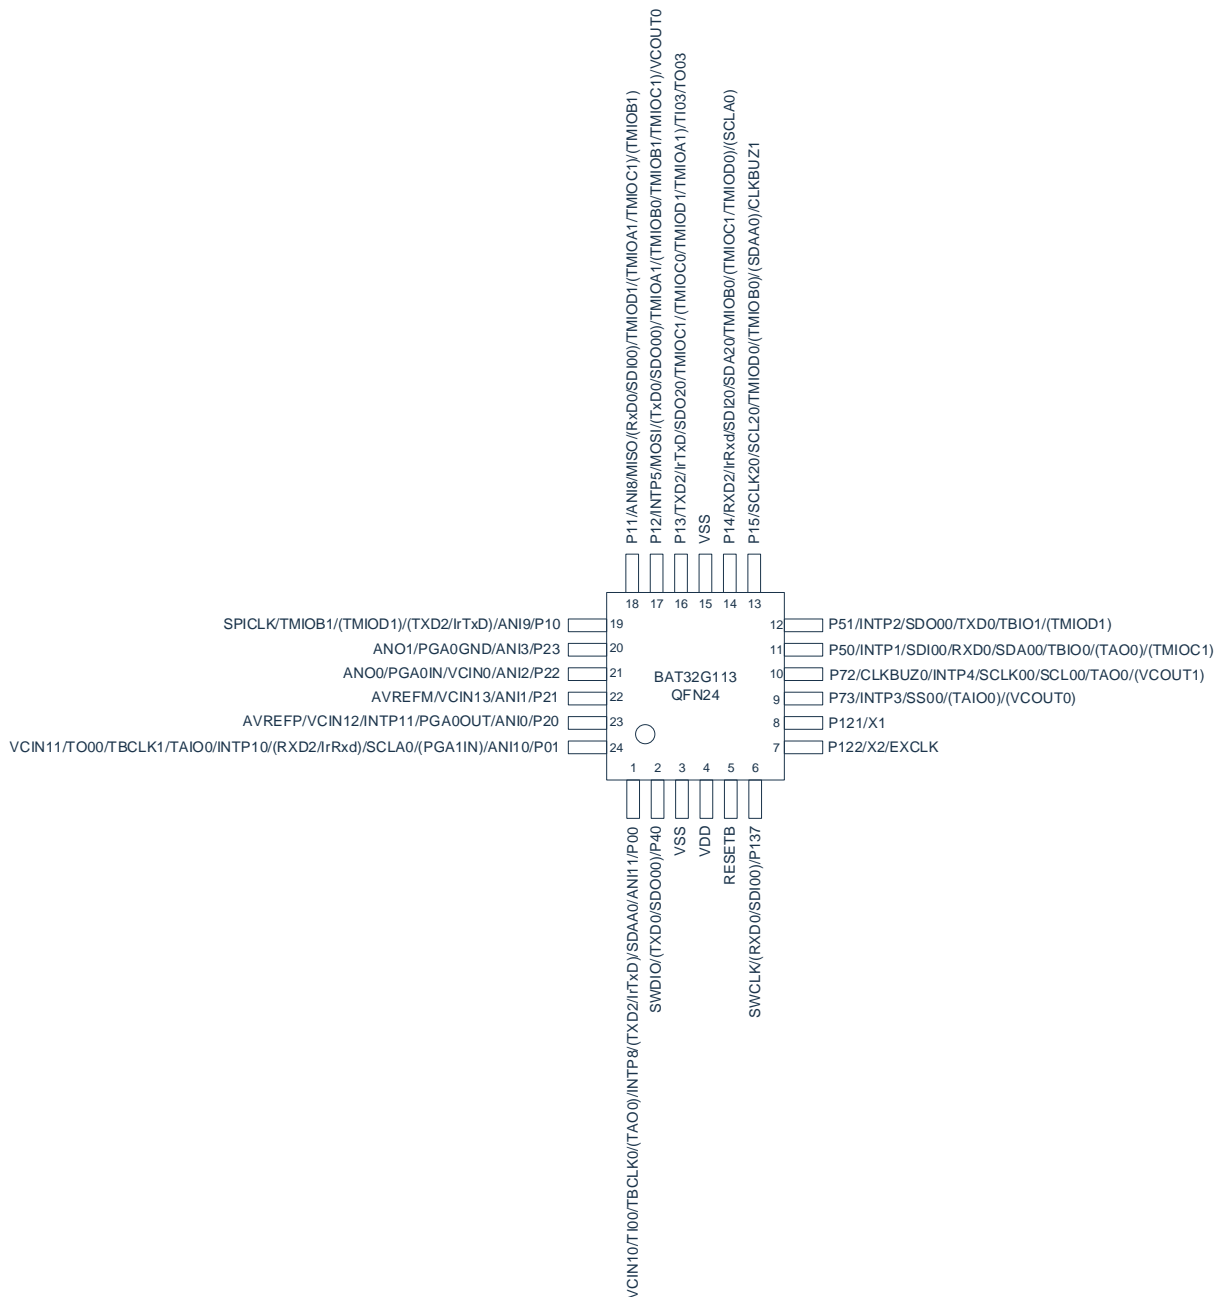 P11/ANI8/MISO/(RxD0/SDI00)/TMIOD1/(TMIOA1/TMIOC1)/(TMIOB1)
P12/INTP5/MOSI/(TxD0/SDO00)/TMIOA1/(TMIOB0/TMIOB1/TMIOC1)/VCOUT0
P13/TXD2/IrTxD/SDO20/TMIOC1/(TMIOC0/TMIOD1/TMIOA1)/TI03/TO03
VSS
P14/RXD2/IrRxd/SDI20/SDA20/TMIOB0/(TMIOC1/TMIOD0)/(SCLA0)
P15/SCLK20/SCL20/TMIOD0/(TMIOB0)/(SDAA0)/CLKBUZ1
18 17 16 15 14 13
SPICLK/TMIOB1/(TMIOD1)/(TXD2/IrTxD)/ANI9/P10 19
12 P51/INTP2/SDO00/TXD0/TBIO1/(TMIOD1)
ANO1/PGA0GND/ANI3/P23 20
11 P50/INTP1/SDI00/RXD0/SDA00/TBIO0/(TAO0)/(TMIOC1)
ANO0/PGA0IN/VCIN0/ANI2/P22 21
BAT32G113
QFN24
10 P72/CLKBUZ0/INTP4/SCLK00/SCL00/TAO0/(VCOUT1)
AVREFM/VCIN13/ANI1/P21 22
9 P73/INTP3/SS00/(TAIO0)/(VCOUT0)
AVREFP/VCIN12/INTP11/PGA0OUT/ANI0/P20 23
8 P121/X1
VCIN11/TO00/TBCLK1/TAIO0/INTP10/(RXD2/IrRxd)/SCLA0/(PGA1IN)/ANI10/P01 24
7 P122/X2/EXCLK
1 2 3 4 5 6
VCIN10/TI00/TBCLK0/(TAO0)/INTP8/(TXD2/IrTxD)/SDAA0/ANI11/P00
SWDIO/(TXD0/SDO00)/P40
VSS
VDD
RESETB
SWCLK/(RXD0/SDI00)/P137